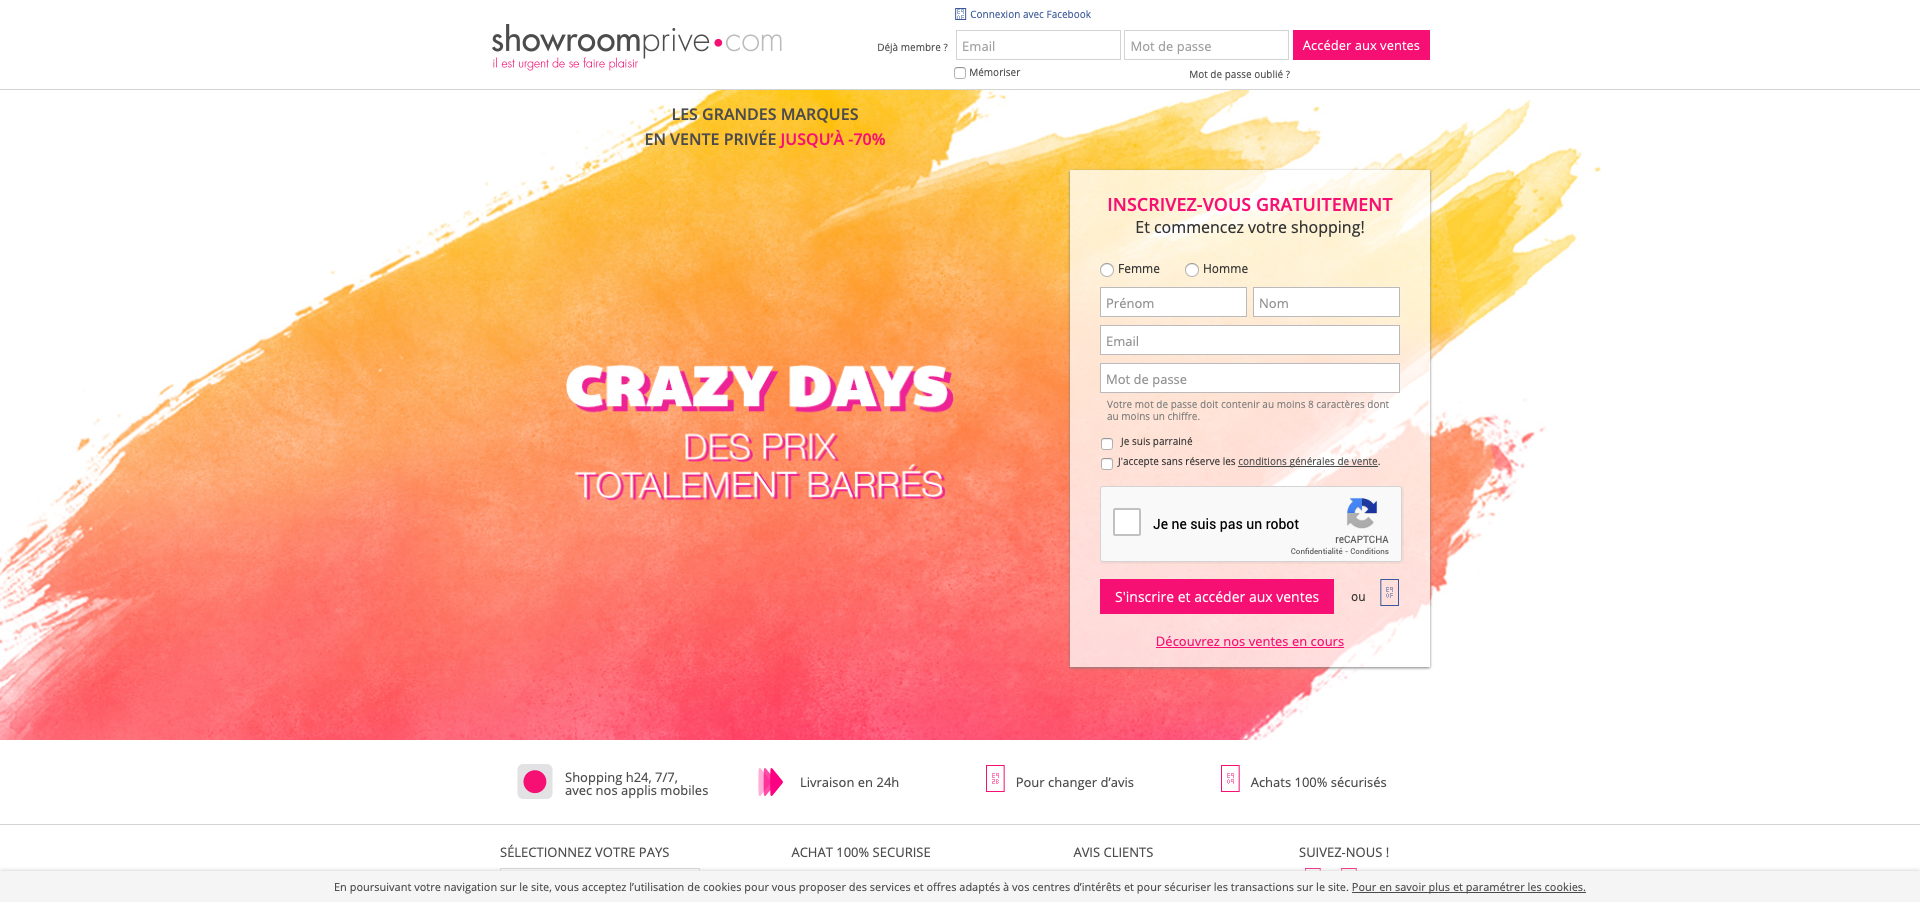 Connexion avec Facebook
showroomprive.com
il est urgent de se faire plaisir
Déjà membre ?
Email
Mot de passe
Accéder aux ventes
Mémoriser
Mot de passe oublié ?
LES GRANDES MARQUES
EN VENTE PRIVÉE JUSQU'À -70%
INSCRIVEZ-VOUS GRATUITEMENT
Et commencez votre shopping!
Femme
Homme
Prénom
Nom
Email
Mot de passe
Votre mot de passe doit contenir au moins 8 caractères dont
au moins un chiffre.
Je suis parrainé
J'accepte sans réserve les conditions générales de vente.
CRAZY DAYS
DES PRIX
TOTALEMENT BARRÉS
Je ne suis pas un robot
reCAPTCHA
Confidentialité - Conditions
S'inscrire et accéder aux ventes
ou
Découvrez nos ventes en cours
Shopping h24, 7/7,
avec nos applis mobiles
Livraison en 24h
Pour changer d'avis
Achats 100% sécurisés
SÉLECTIONNEZ VOTRE PAYS
ACHAT 100% SECURISE
AVIS CLIENTS
SUIVEZ-NOUS !
En poursuivant votre navigation sur le site, vous acceptez l'utilisation de cookies pour vous proposer des services et offres adaptés à vos centres d'intérêts et pour sécuriser les transactions sur le site. Pour en savoir plus et paramétrer les cookies.